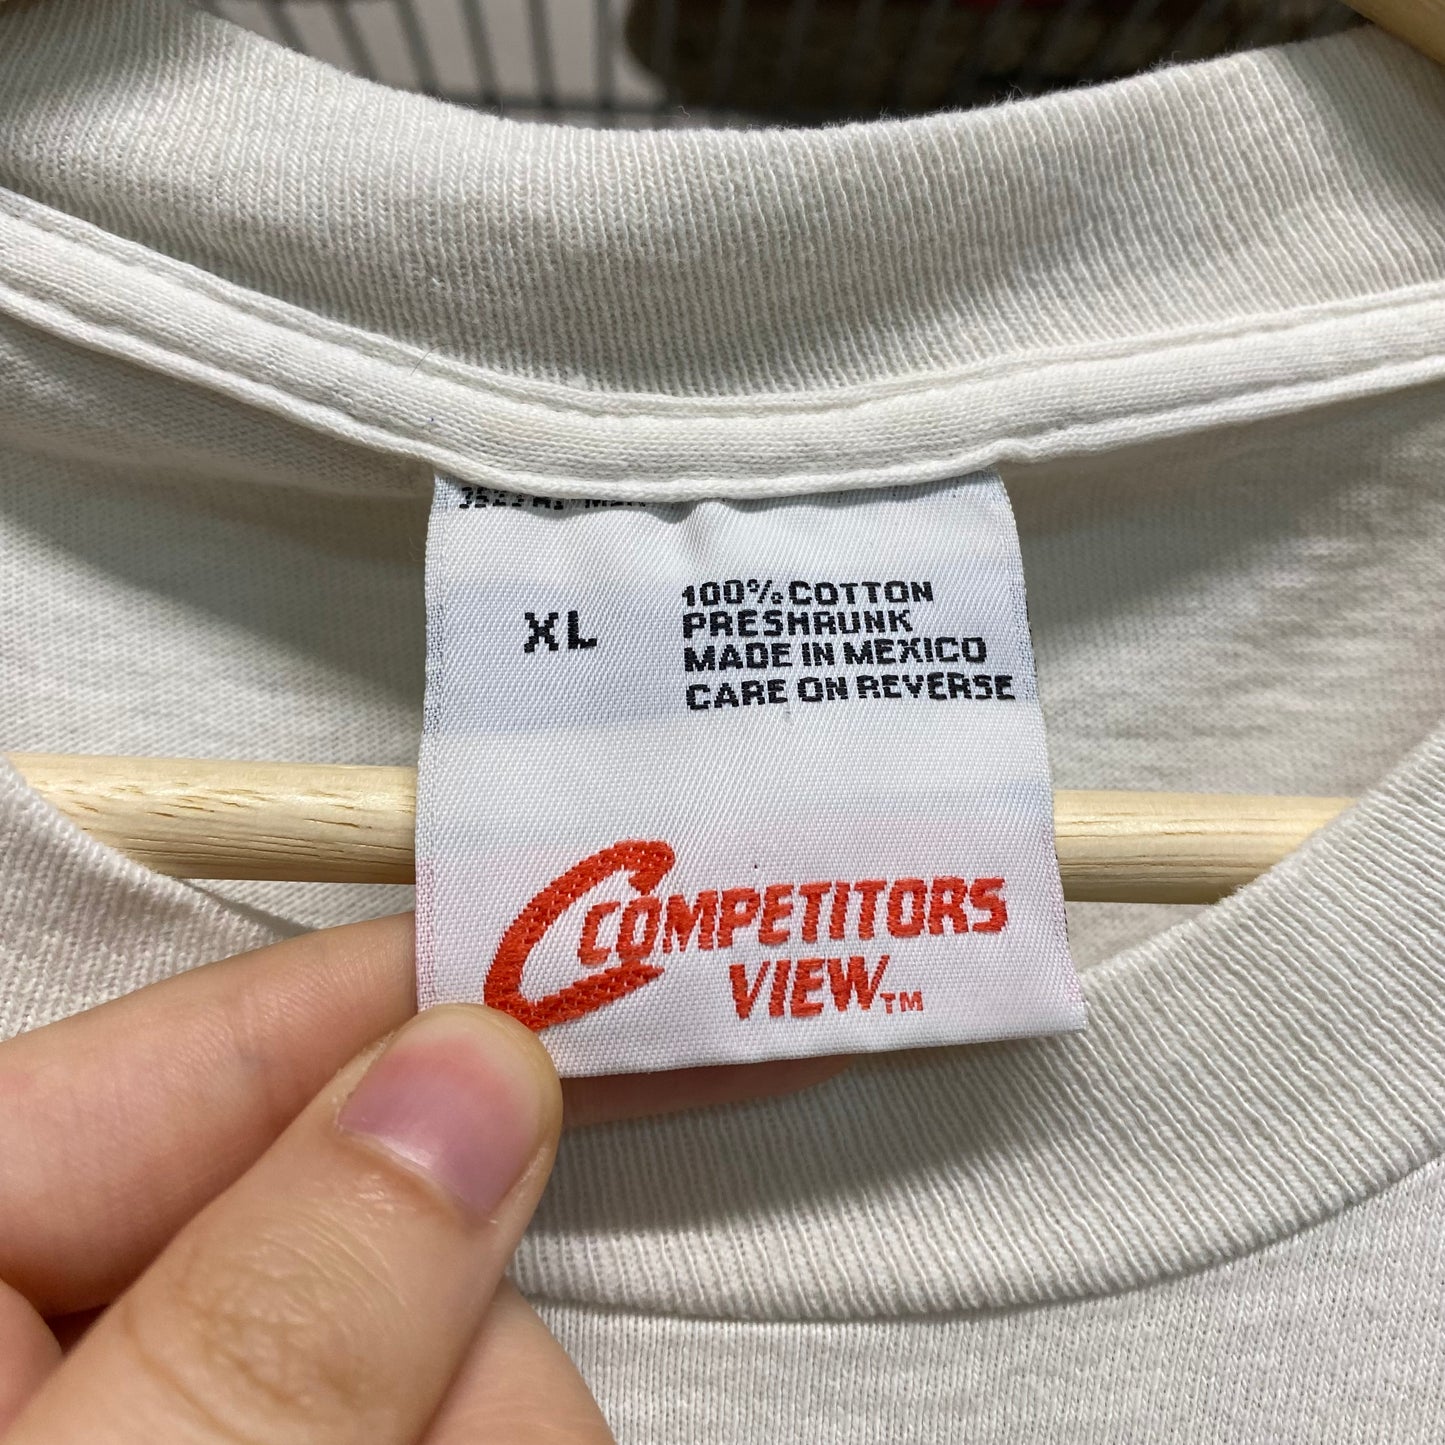 XL
100% COTTON
PRESHRUNK
MADE IN MEXICO
CARE ON REVERSE
C COMPETITORS
VIEW TM